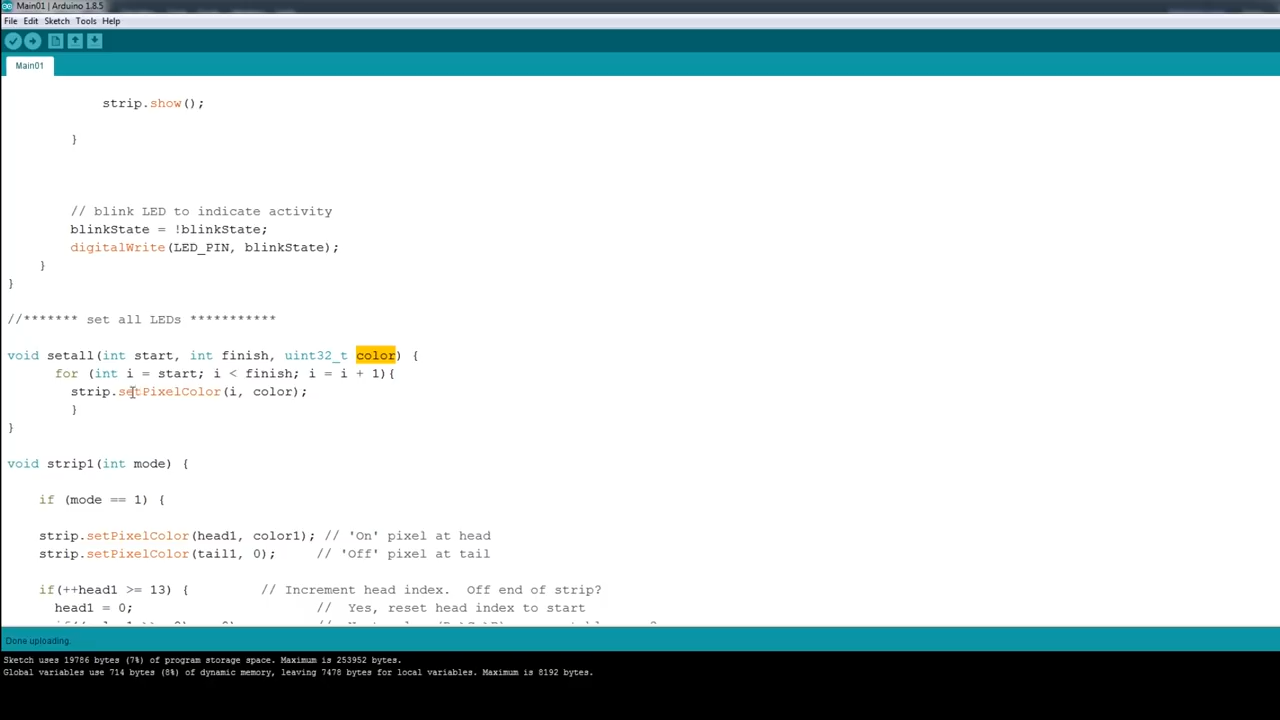 Main01 | Arduino 1.8.5
File Edit Sketch Tools Help
Main01
strip.show();
}
// blink LED to indicate activity
blinkState = !blinkState;
digitalWrite(LED_PIN, blinkState);
}
}
//******* set all LEDs ***********
void setall(int start, int finish, uint32_t color) {
for (int i = start; i < finish; i = i + 1){
strip.setPixelColor(i, color);
}
}
void strip1(int mode) {
if (mode == 1) {
strip.setPixelColor(head1, color1); // 'On' pixel at head
strip.setPixelColor(tail1, 0); // 'Off' pixel at tail
if(++head1 >= 13) { // Increment head index. Off end of strip?
head1 = 0; // Yes, reset head index to start
Done uploading.
Sketch uses 19786 bytes (7%) of program storage space. Maximum is 253952 bytes.
Global variables use 714 bytes (8%) of dynamic memory, leaving 7478 bytes for local variables. Maximum is 8192 bytes.